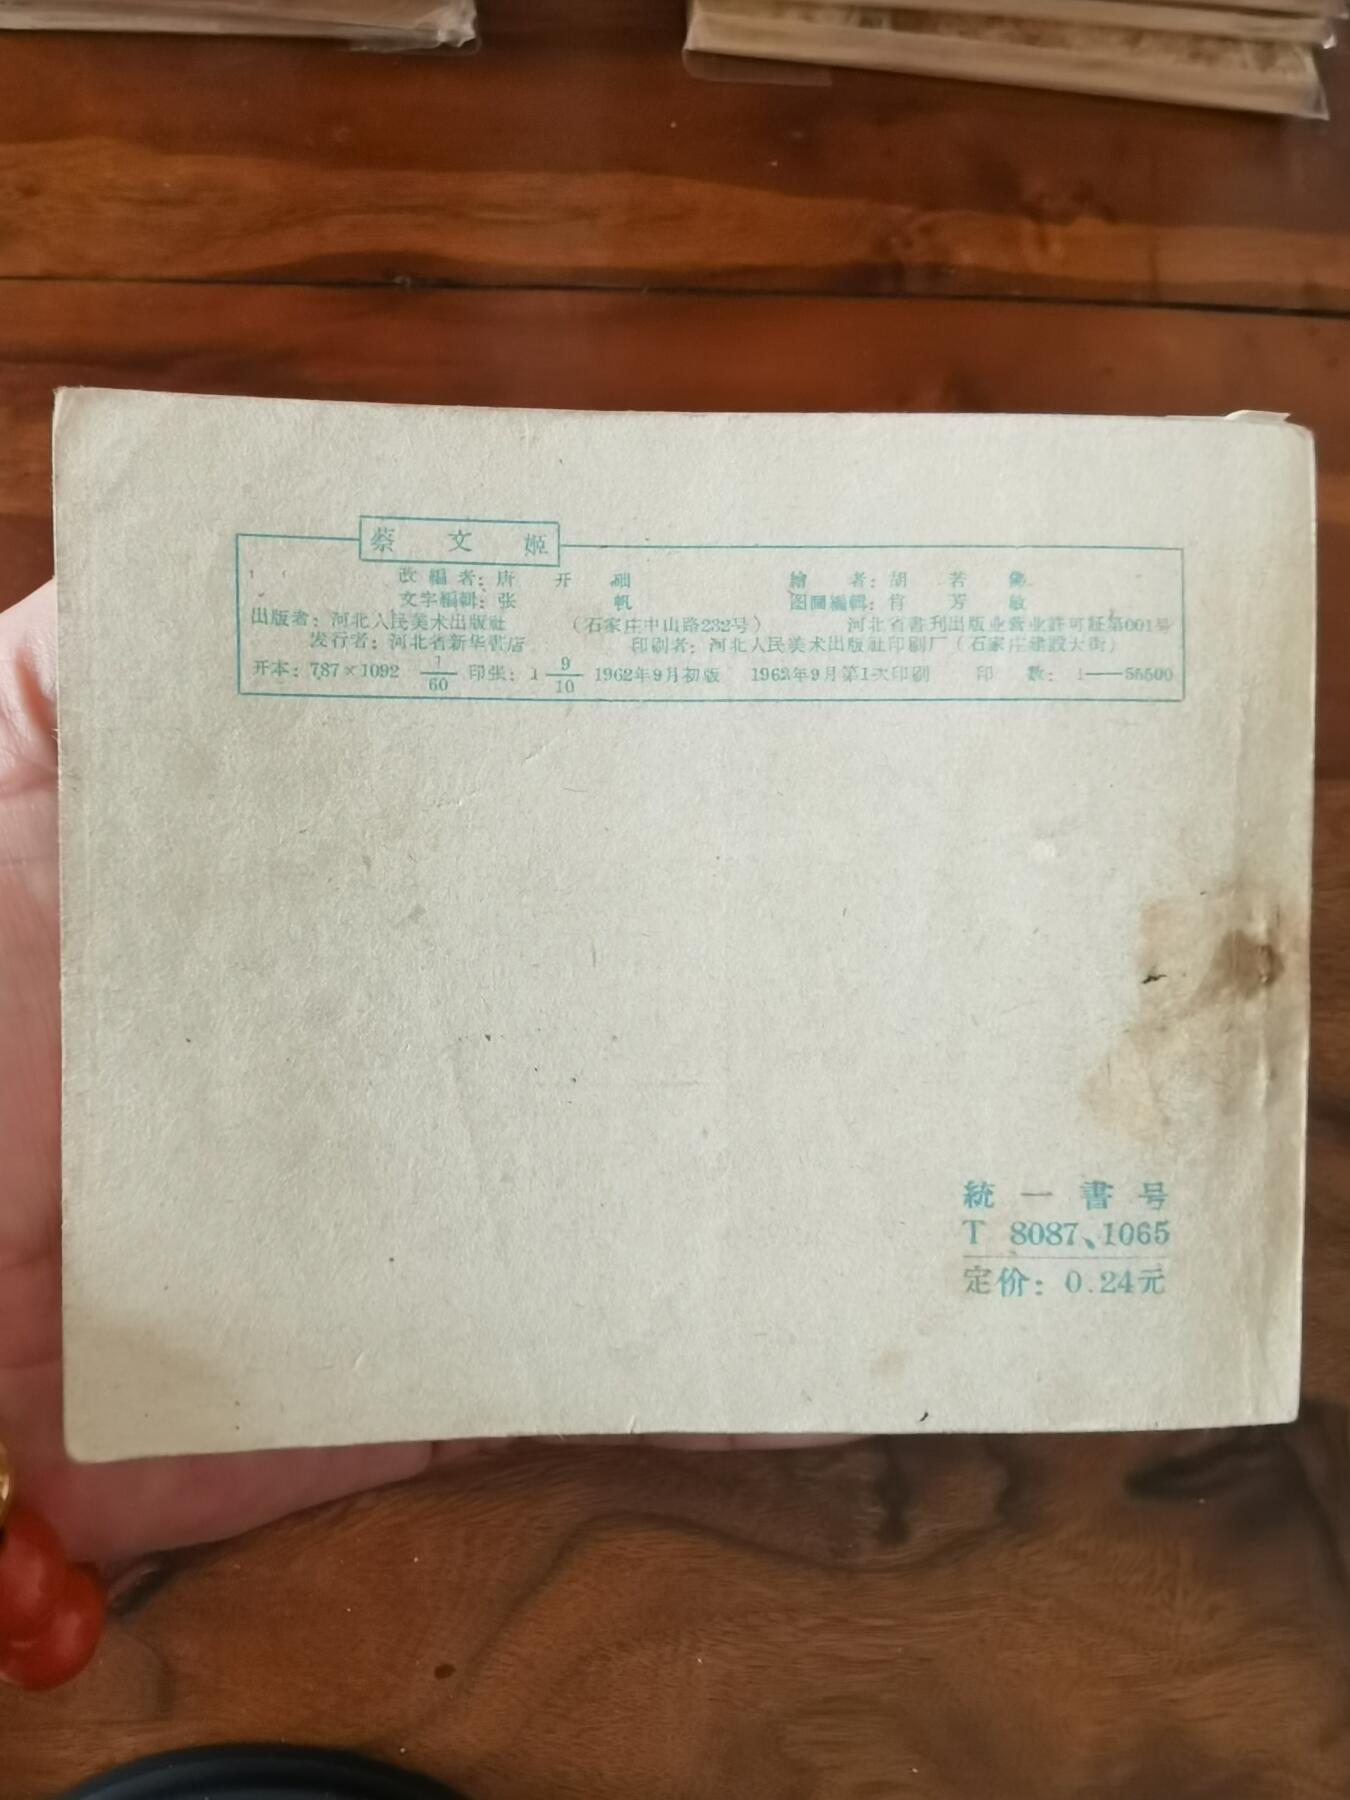 蔡 文 姬
改編者：唐 开 础 繪 者：胡 若 佛
文字編輯：张 帆 图画編輯：肖 芳 敏
出版者：河北人民美术出版社 （石家庄中山路232号） 河北省書刊出版业营业許可証第001号
发行者：河北省新华書店 印刷者：河北人民美术出版社印刷厂（石家庄建設大街）
开本：787×1092 1/60 印张：1 9/10 1962年9月初版 1962年9月第1次印刷 印 数：1——55500
統一書号
T 8087、1065
定价：0.24元